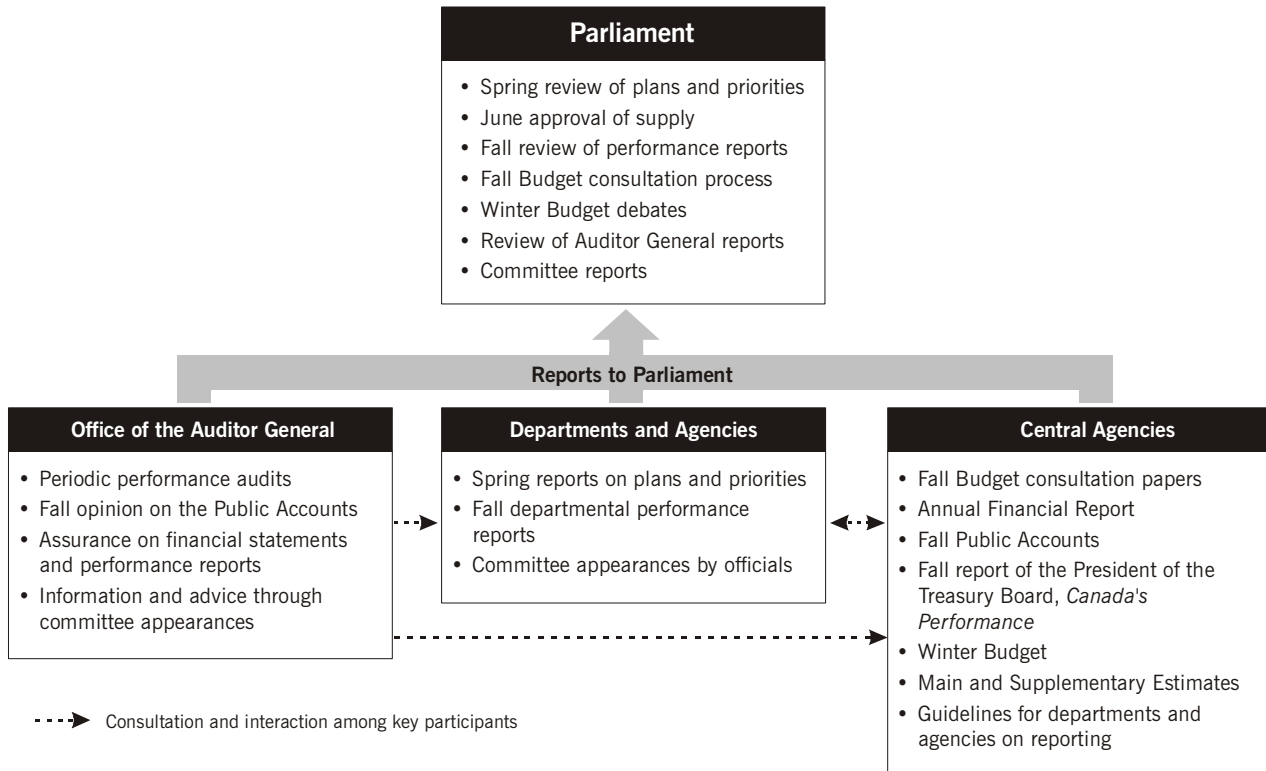 Parliament
• Spring review of plans and priorities
• June approval of supply
• Fall review of performance reports
• Fall Budget consultation process
• Winter Budget debates
• Review of Auditor General reports
• Committee reports
Reports to Parliament
Office of the Auditor General
• Periodic performance audits
• Fall opinion on the Public Accounts
• Assurance on financial statements
and performance reports
• Information and advice through
committee appearances
Departments and Agencies
• Spring reports on plans and priorities
• Fall departmental performance
reports
• Committee appearances by officials
Central Agencies
• Fall Budget consultation papers
• Annual Financial Report
• Fall Public Accounts
• Fall report of the President of the
Treasury Board, Canada's
Performance
• Winter Budget
• Main and Supplementary Estimates
• Guidelines for departments and
agencies on reporting
Consultation and interaction among key participants